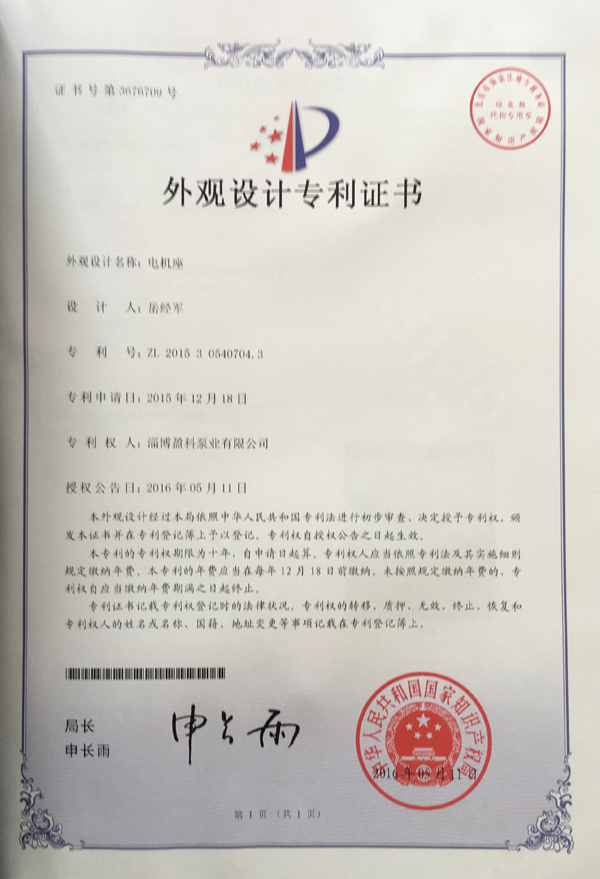 证书号第3676709号
代扣专用章
外观设计专利证书
外观设计名称：电机座
设计人：岳经军
专利号：ZL 2015 3 0540704.3
专利申请日：2015年12月18日
专利权人：淄博盈科泵业有限公司
授权公告日：2016年05月11日
本外观设计经过本局依照中华人民共和国专利法进行初步审查，决定授予专利权，颁
发本证书并在专利登记簿上予以登记。专利权自授权公告之日起生效。
本专利的专利权期限为十年，自申请日起算。专利权人应当依照专利法及其实施细则
规定缴纳年费。本专利的年费应当在每年12月18日前缴纳。未按照规定缴纳年费的，专
利权自应当缴纳年费期满之日起终止。
专利证书记载专利权登记时的法律状况。专利权的转移、质押、无效、终止、恢复和
专利权人的姓名或名称、国籍、地址变更等事项记载在专利登记簿上。
局长
申长雨
申长雨
中华人民共和国国家知识产权局
2016年05月11日
第1页（共1页）